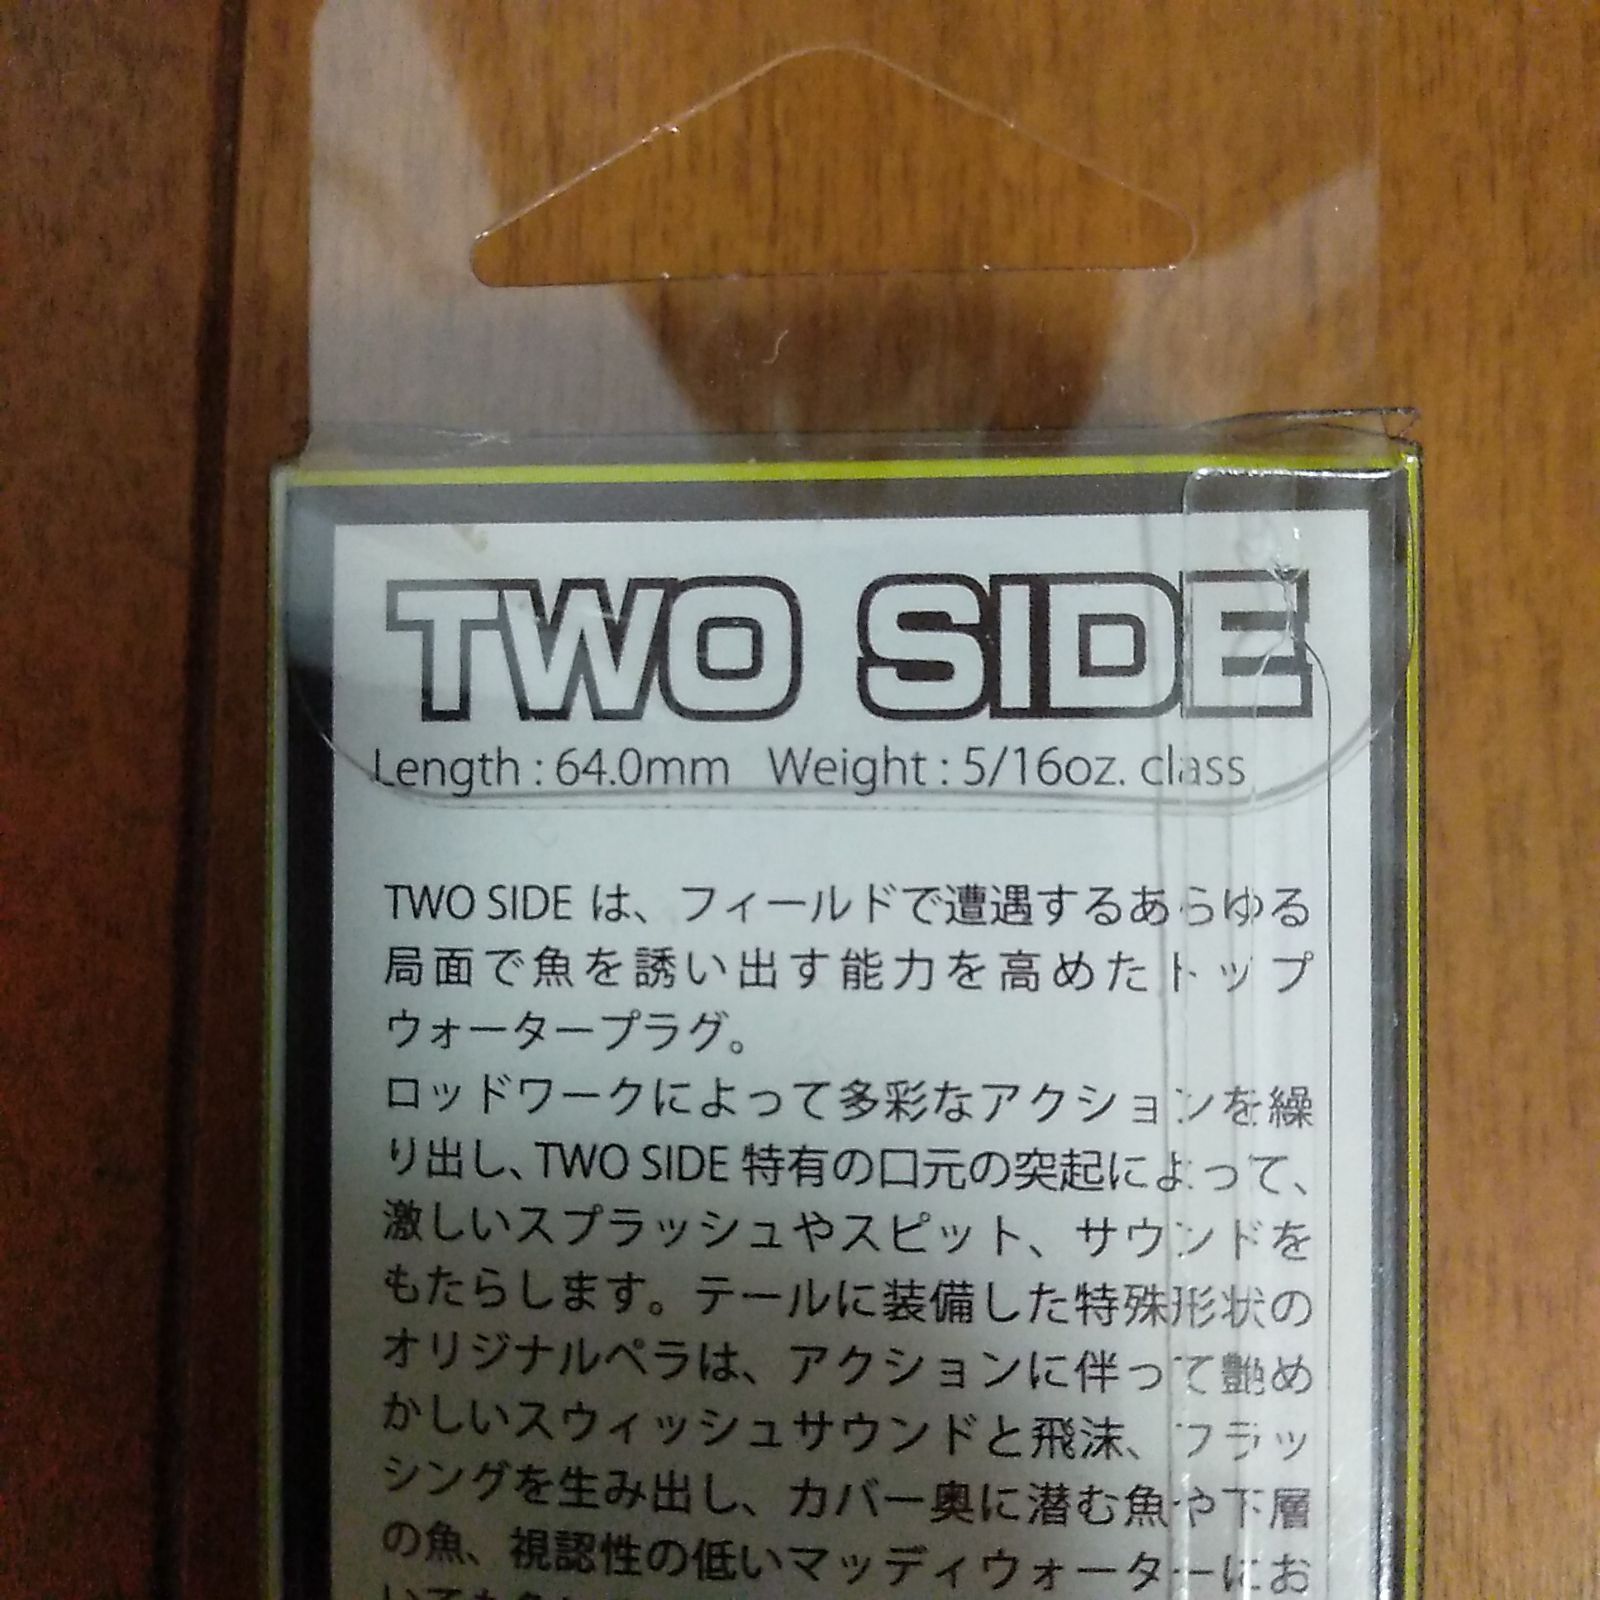 TWO SIDE
Length : 64.0mm Weight : 5/16oz. class
TWO SIDE は、フィールドで遭遇するあらゆる
局面で魚を誘い出す能力を高めたトップ
ウォータープラグ。
ロッドワークによって多彩なアクションを繰
り出し、TWO SIDE 特有の口元の突起によって、
激しいスプラッシュやスピット、サウンドを
もたらします。テールに装備した特殊形状の
オリジナルペラは、アクションに伴って艶め
かしいスウィッシュサウンドと飛沫、フラッ
シングを生み出し、カバー奥に潜む魚や下層
の魚、視認性の低いマッディウォーターにお